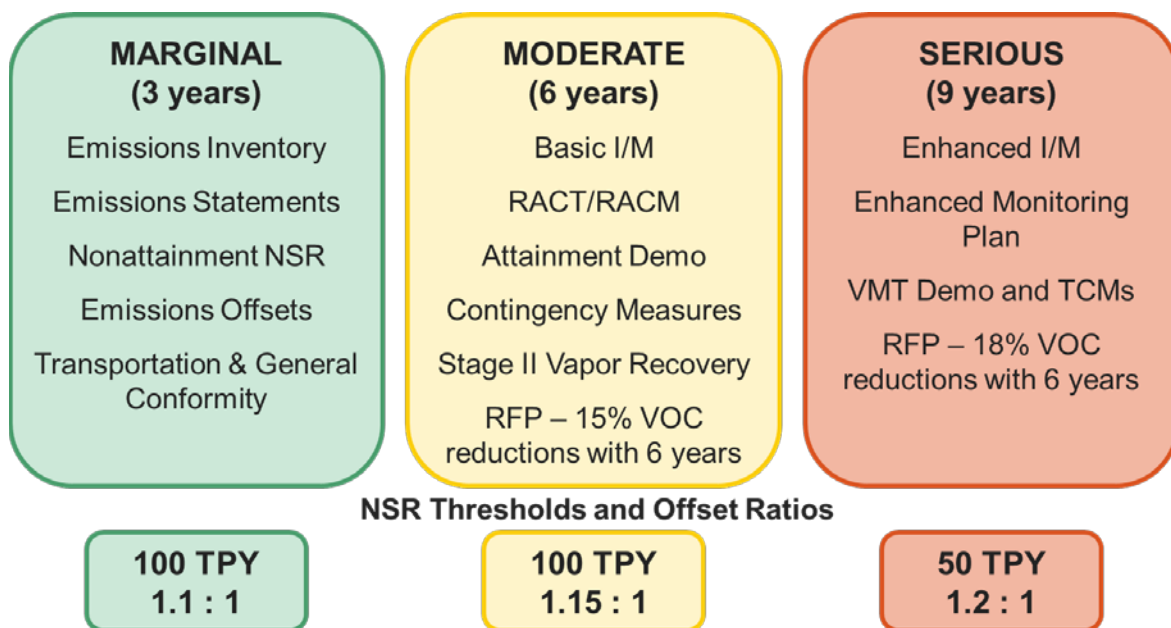 MARGINAL
(3 years)
Emissions Inventory
Emissions Statements
Nonattainment NSR
Emissions Offsets
Transportation & General
Conformity
MODERATE
(6 years)
Basic I/M
RACT/RACM
Attainment Demo
Contingency Measures
Stage II Vapor Recovery
RFP – 15% VOC
reductions with 6 years
SERIOUS
(9 years)
Enhanced I/M
Enhanced Monitoring
Plan
VMT Demo and TCMs
RFP – 18% VOC
reductions with 6 years
NSR Thresholds and Offset Ratios
100 TPY
1.1 : 1
100 TPY
1.15 : 1
50 TPY
1.2 : 1